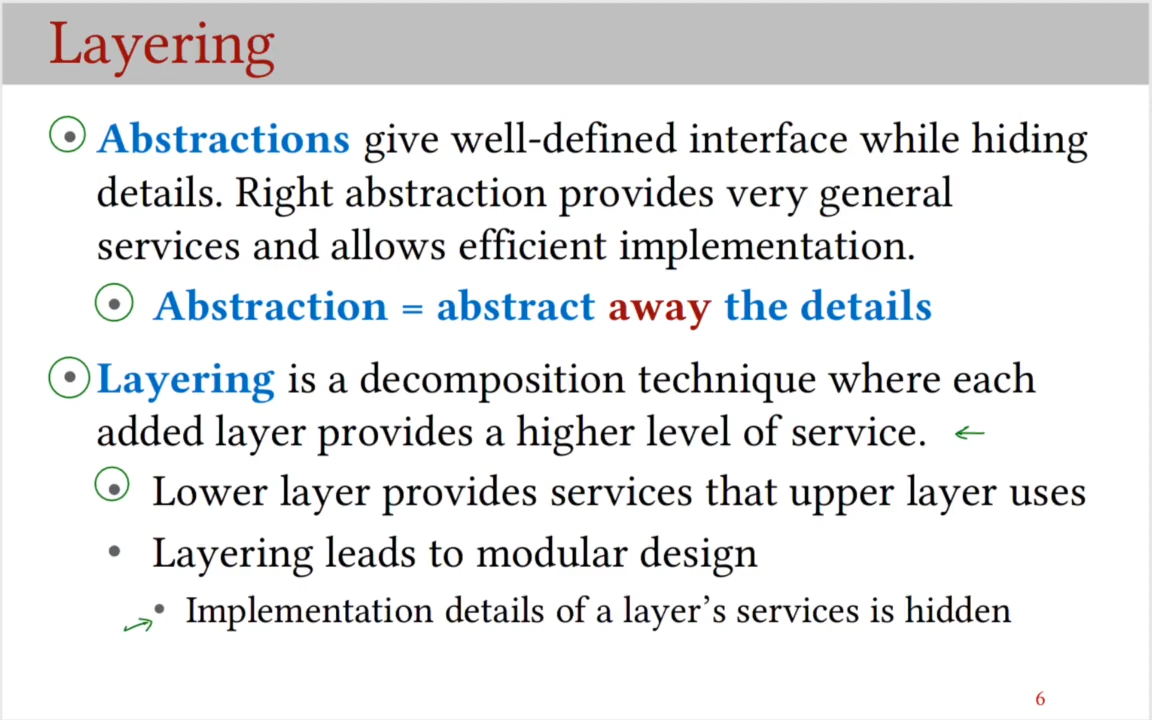 Layering
• Abstractions give well-defined interface while hiding
details. Right abstraction provides very general
services and allows efficient implementation.
• Abstraction = abstract away the details
• Layering is a decomposition technique where each
added layer provides a higher level of service. ←
• Lower layer provides services that upper layer uses
• Layering leads to modular design
• Implementation details of a layer’s services is hidden
6